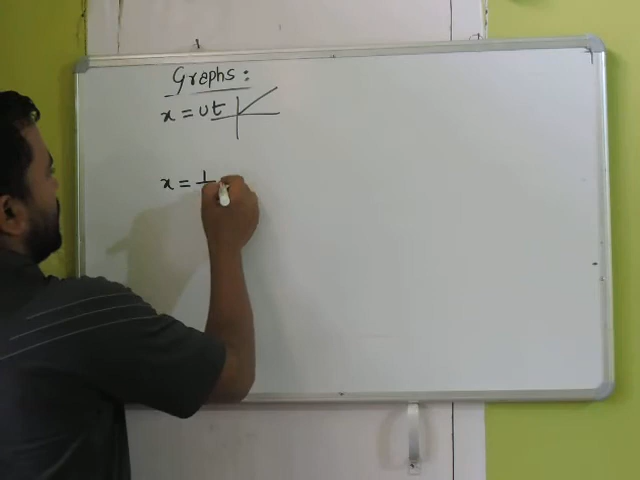 Graphs:
x = ut
x = 1